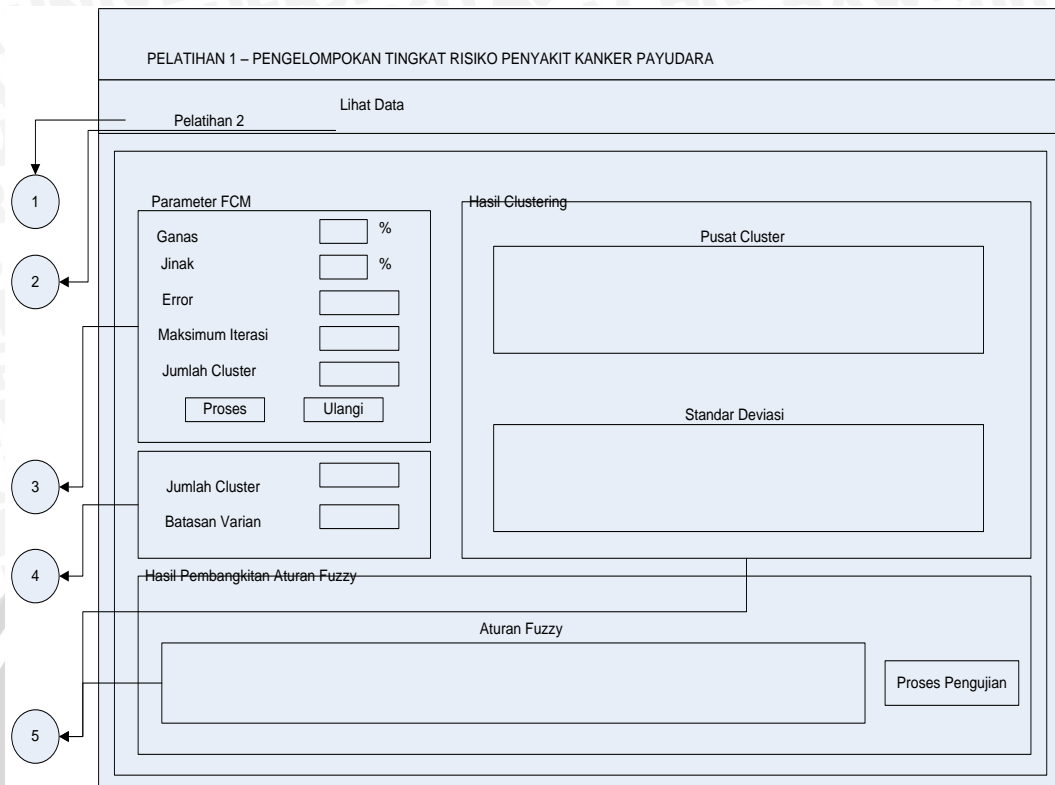 PELATIHAN 1 – PENGELOMPOKAN TINGKAT RISIKO PENYAKIT KANKER PAYUDARA
Lihat Data
Pelatihan 2
1
2
3
4
5
Parameter FCM
Ganas %
Jinak %
Error
Maksimum Iterasi
Jumlah Cluster
Proses Ulangi
Jumlah Cluster
Batasan Varian
Hasil Clustering
Pusat Cluster
Standar Deviasi
Hasil Pembangkitan Aturan Fuzzy
Aturan Fuzzy
Proses Pengujian